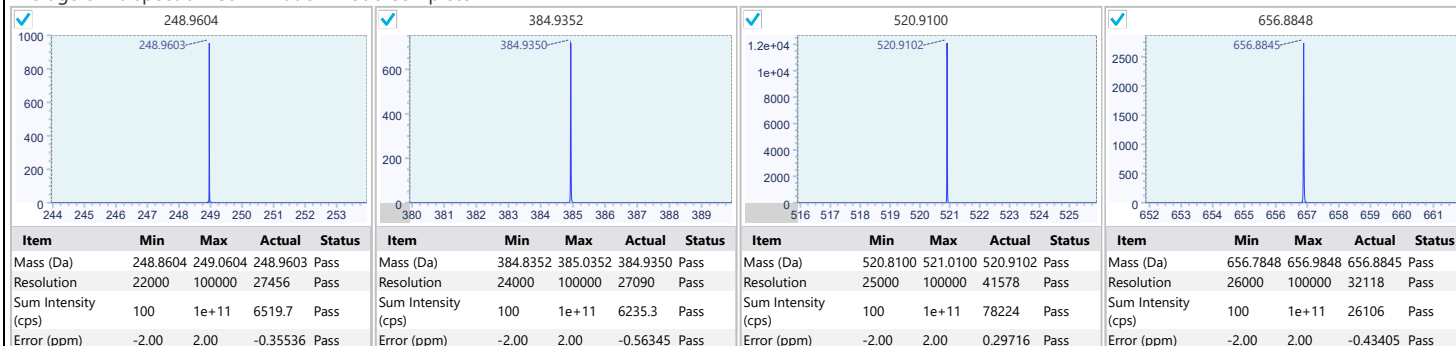 248.9604
248.9603
1000
800
600
400
200
0
244 245 246 247 248 249 250 251 252 253
Item Min Max Actual Status
Mass (Da) 248.8604 249.0604 248.9603 Pass
Resolution 22000 100000 27456 Pass
Sum Intensity (cps) 100 1e+11 6519.7 Pass
Error (ppm) -2.00 2.00 -0.35536 Pass
384.9352
384.9350
600
400
200
0
380 381 382 383 384 385 386 387 388 389
Item Min Max Actual Status
Mass (Da) 384.8352 385.0352 384.9350 Pass
Resolution 24000 100000 27090 Pass
Sum Intensity (cps) 100 1e+11 6235.3 Pass
Error (ppm) -2.00 2.00 -0.56345 Pass
520.9100
520.9102
1.2e+04
1e+04
8000
6000
4000
2000
0
516 517 518 519 520 521 522 523 524 525
Item Min Max Actual Status
Mass (Da) 520.8100 521.0100 520.9102 Pass
Resolution 25000 100000 41578 Pass
Sum Intensity (cps) 100 1e+11 78224 Pass
Error (ppm) -2.00 2.00 0.29716 Pass
656.8848
656.8845
2500
2000
1500
1000
500
0
652 653 654 655 656 657 658 659 660 661
Item Min Max Actual Status
Mass (Da) 656.7848 656.9848 656.8845 Pass
Resolution 26000 100000 32118 Pass
Sum Intensity (cps) 100 1e+11 26106 Pass
Error (ppm) -2.00 2.00 -0.43405 Pass